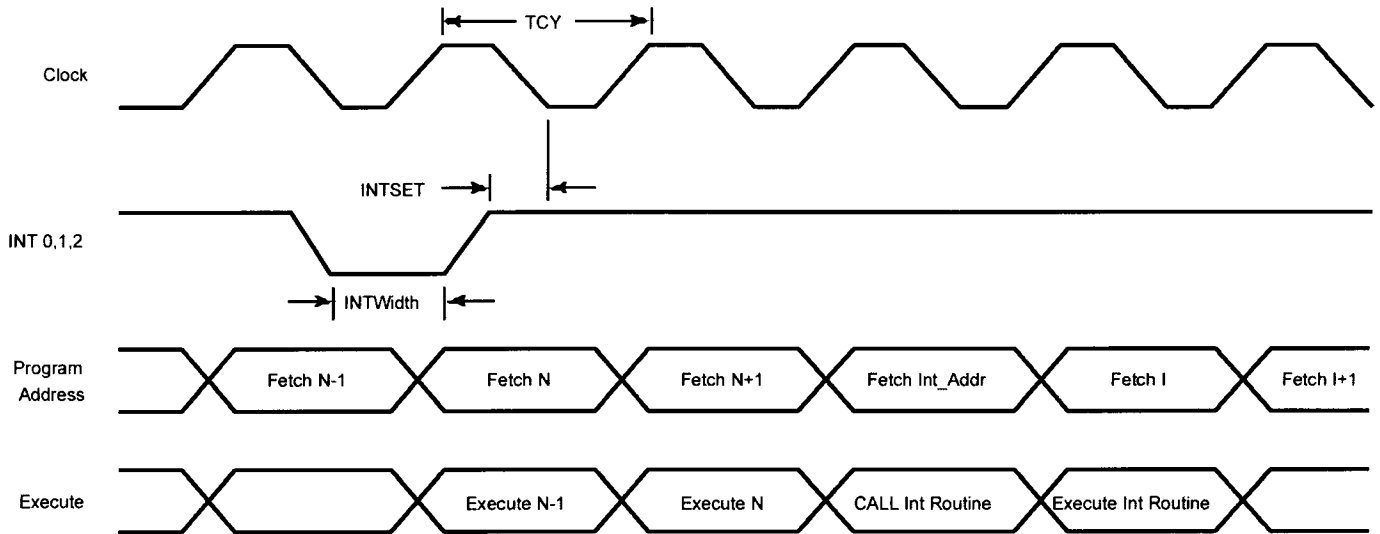 TCY
Clock
INTSET
INT 0,1,2
INTWidth
Program
Address
Fetch N-1
Fetch N
Fetch N+1
Fetch Int_Addr
Fetch I
Fetch I+1
Execute
Execute N-1
Execute N
CALL Int Routine
Execute Int Routine